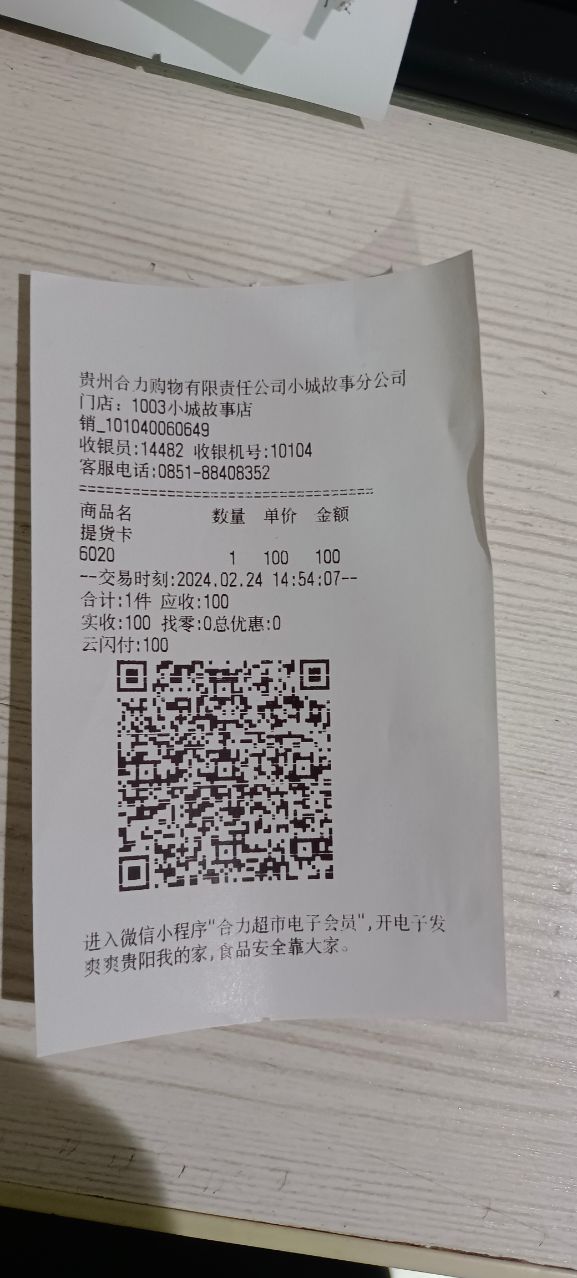 贵州合力购物有限责任公司小城故事分公司
门店：1003小城故事店
销_101040060649
收银员:14482 收银机号:10104
客服电话:0851-88408352
==================================
商品名 数量 单价 金额
提货卡
6020 1 100 100
--交易时刻:2024.02.24 14:54:07--
合计:1件 应收:100
实收:100 找零:0总优惠:0
云闪付:100
进入微信小程序"合力超市电子会员",开电子发
爽爽贵阳我的家,食品安全靠大家。